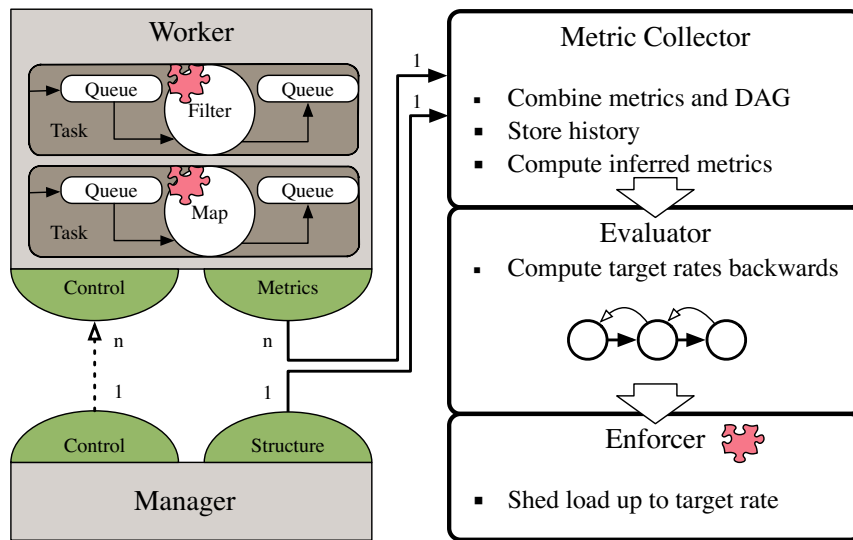 Worker
Queue
Queue
Filter
Task
Queue
Queue
Map
Task
Control
Metrics
n
n
1
1
Control
Structure
Manager
1
1
Metric Collector
▪ Combine metrics and DAG
▪ Store history
▪ Compute inferred metrics
Evaluator
▪ Compute target rates backwards
Enforcer
▪ Shed load up to target rate